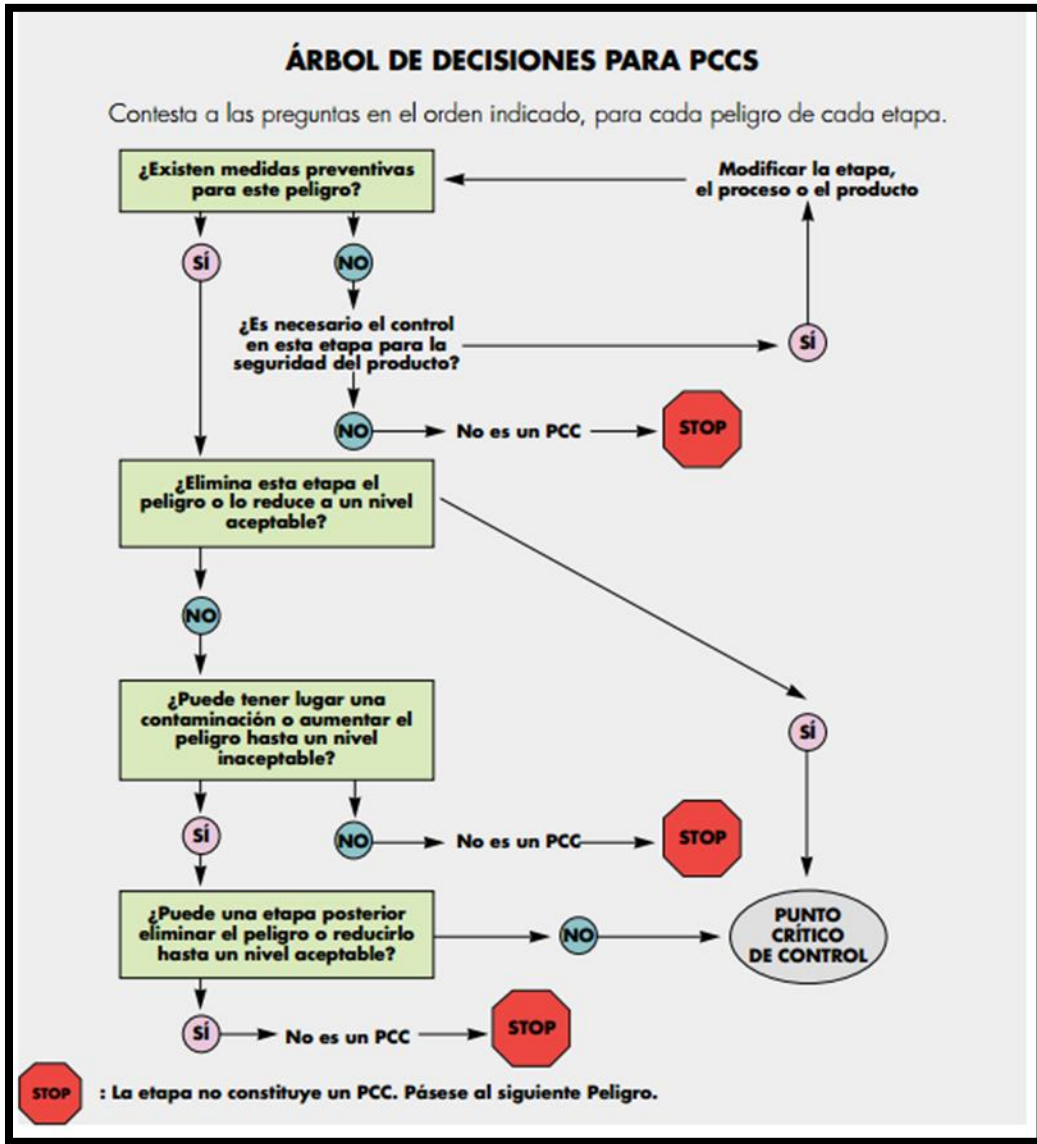 ÁRBOL DE DECISIONES PARA PCCS
Contesta a las preguntas en el orden indicado, para cada peligro de cada etapa.
¿Existen medidas preventivas
para este peligro?
Modificar la etapa,
el proceso o el producto
SÍ
NO
¿Es necesario el control
en esta etapa para la
seguridad del producto?
SÍ
NO
No es un PCC
STOP
¿Elimina esta etapa el
peligro o lo reduce a un nivel
aceptable?
NO
SÍ
¿Puede tener lugar una
contaminación o aumentar el
peligro hasta un nivel
inaceptable?
SÍ
NO
No es un PCC
STOP
¿Puede una etapa posterior
eliminar el peligro o reducirlo
hasta un nivel aceptable?
NO
PUNTO
CRÍTICO
DE CONTROL
SÍ
No es un PCC
STOP
STOP
: La etapa no constituye un PCC. Pásese al siguiente Peligro.